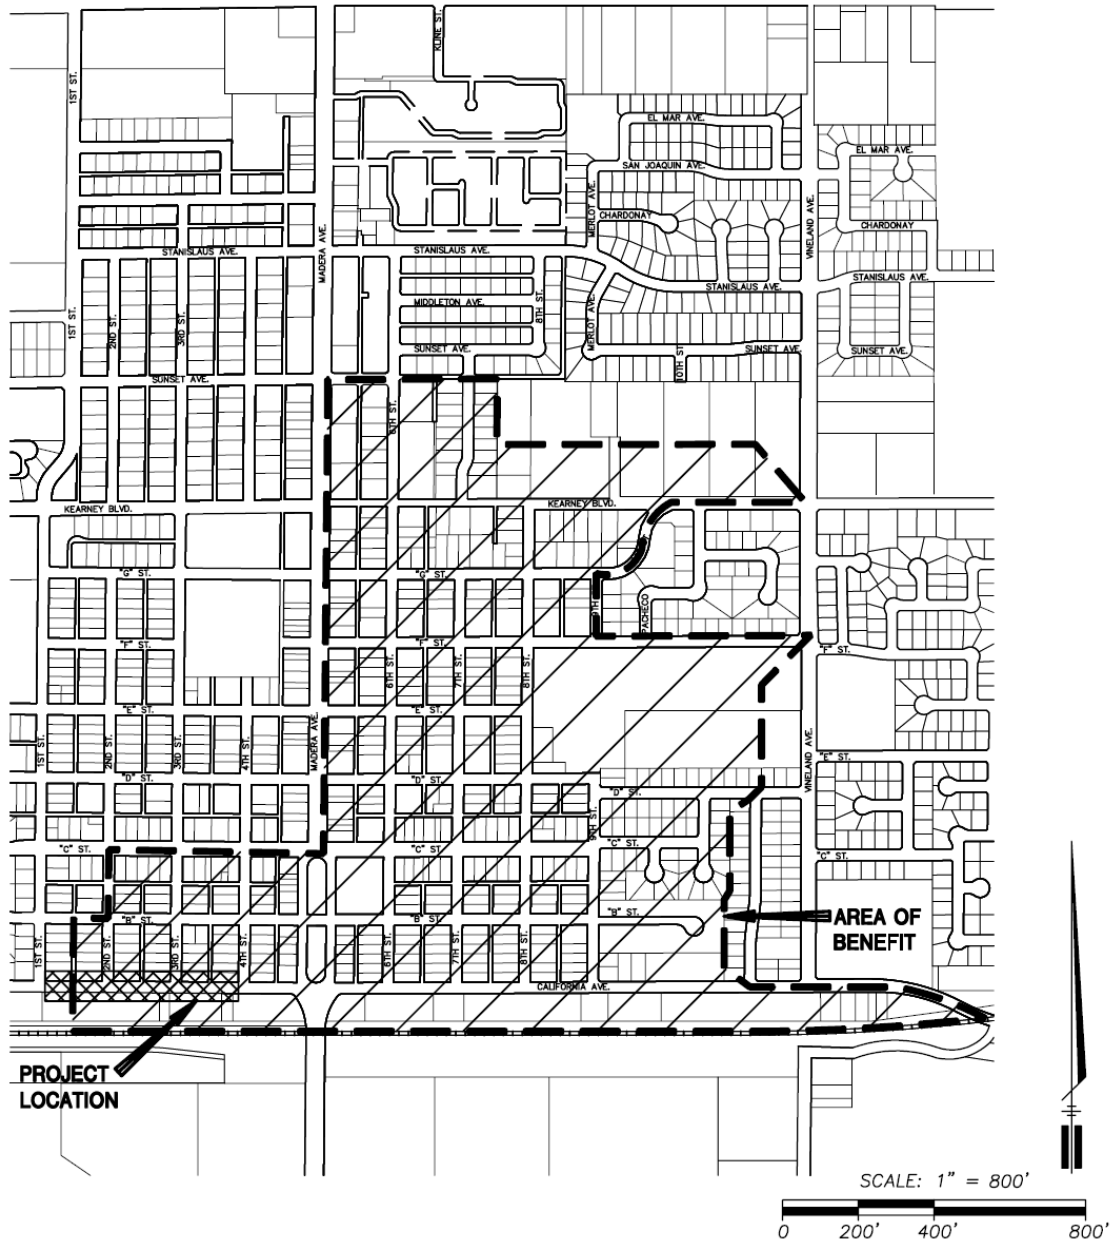 KLINE ST.
1ST ST.
EL MAR AVE.
EL MAR AVE.
SAN JOAQUIN AVE.
MERLOT AVE.
CHARDONAY
VINELAND AVE.
CHARDONAY
STANISLAUS AVE.
MADERA AVE.
STANISLAUS AVE.
STANISLAUS AVE.
STANISLAUS AVE.
MIDDLETON AVE.
8TH ST.
1ST ST.
2ND ST.
3RD ST.
MERLOT AVE.
SUNSET AVE.
10TH ST.
SUNSET AVE.
SUNSET AVE.
SUNSET AVE.
6TH ST.
KEARNEY BLVD.
KEARNEY BLVD.
"G" ST.
"G" ST.
9TH
PACHECO
"F" ST.
"F" ST.
"F" ST.
6TH ST.
7TH ST.
8TH ST.
"E" ST.
"E" ST.
1ST ST.
2ND ST.
3RD ST.
4TH ST.
MADERA AVE.
VINELAND AVE.
"E" ST.
"D" ST.
"D" ST.
"D" ST.
9TH ST.
"C" ST.
"C" ST.
"C" ST.
"C" ST.
"B" ST.
"B" ST.
"B" ST.
AREA OF
BENEFIT
1ST ST.
2ND ST.
3RD ST.
4TH ST.
6TH ST.
7TH ST.
8TH ST.
CALIFORNIA AVE.
PROJECT
LOCATION
SCALE: 1" = 800'
0 200' 400' 800'